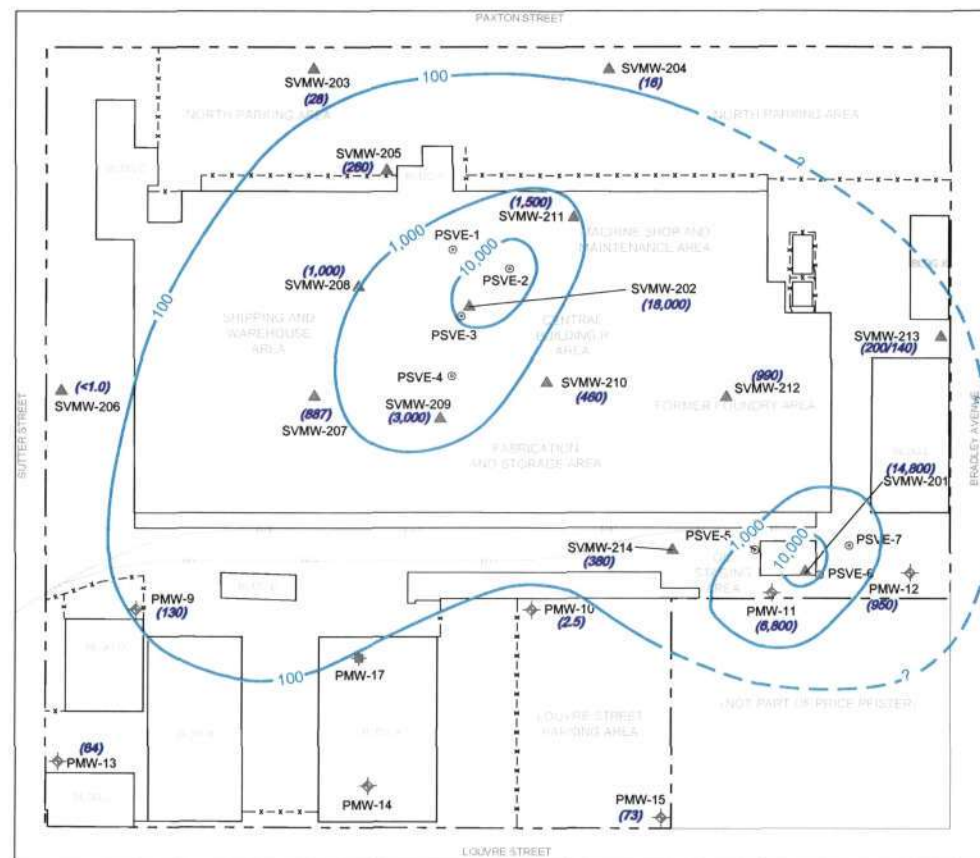 PAXTON STREET
SVMW-203
(28)
100
SVMW-204
(16)
NORTH PARKING AREA
NORTH PARKING AREA
?
SVMW-205
(260)
(1,500)
SVMW-211
MACHINE SHOP AND
MAINTENANCE AREA
PSVE-1
1,000
10,000
PSVE-2
(1,000)
SVMW-208
SVMW-202
(18,000)
100
SHIPPING AND
WAREHOUSE
AREA
PSVE-3
CENTRAL
BUILDING
AREA
SVMW-213
(200/140)
(<1.0)
SVMW-206
PSVE-4
SVMW-210
(460)
(990)
SVMW-212
(887)
SVMW-207
SVMW-209
(3,000)
FORMER FOUNDRY AREA
SUTTER STREET
BRADLEY AVENUE
FABRICATION
AND STORAGE AREA
(14,800)
SVMW-201
1,000
10,000
PSVE-5
PSVE-7
SVMW-214
(380)
PSVE-6
AREA
PMW-9
(130)
PMW-10
(2.5)
PMW-11
(6,800)
PMW-12
(950)
100
PMW-17
?
(NOT PART OF PRICE PFISTER)
LOUVRE STREET
PARKING AREA
(64)
PMW-13
PMW-14
PMW-15
(73)
LOUVRE STREET